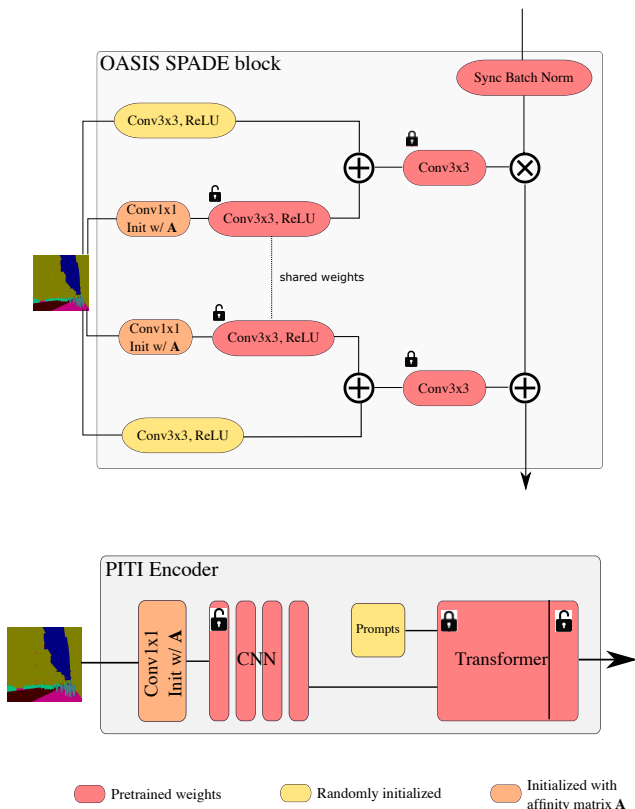 OASIS SPADE block
Sync Batch Norm
Conv3x3, ReLU
Conv3x3
Conv1x1
Init w/ A
Conv3x3, ReLU
shared weights
Conv1x1
Init w/ A
Conv3x3, ReLU
Conv3x3
Conv3x3, ReLU
PITI Encoder
Conv1x1
Init w/ A
CNN
Prompts
Transformer
Pretrained weights
Randomly initialized
Initialized with
affinity matrix A